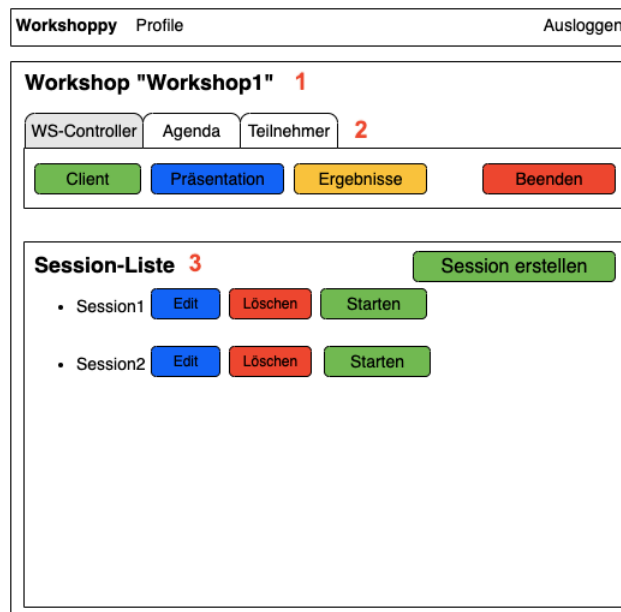 Workshoppy Profile Ausloggen
Workshop "Workshop1" 1
WS-Controller Agenda Teilnehmer 2
Client Präsentation Ergebnisse Beenden
Session-Liste 3 Session erstellen
• Session1 Edit Löschen Starten
• Session2 Edit Löschen Starten